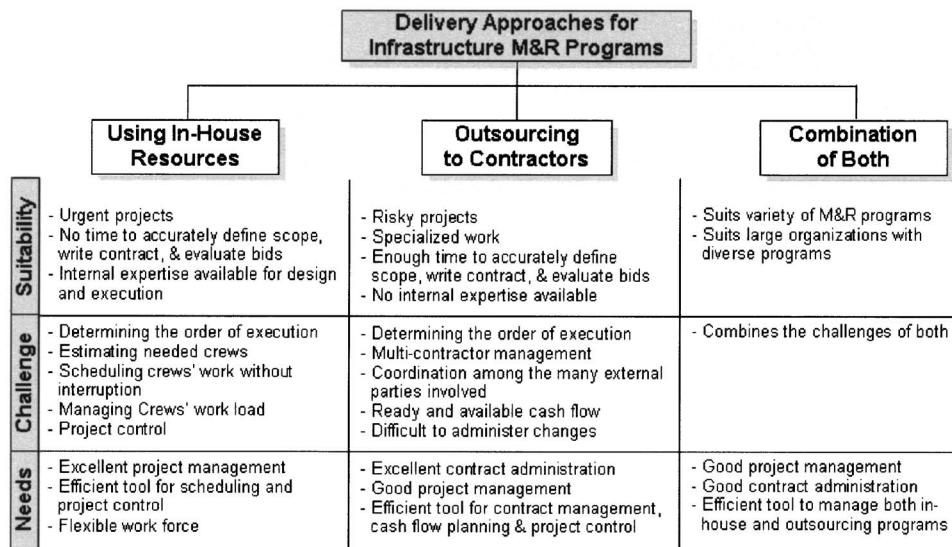 Delivery Approaches for
Infrastructure M&R Programs
Using In-House
Resources
Outsourcing
to Contractors
Combination
of Both
Suitability
- Urgent projects
- No time to accurately define scope,
write contract, & evaluate bids
- Internal expertise available for design
and execution
- Risky projects
- Specialized work
- Enough time to accurately define
scope, write contract, & evaluate bids
- No internal expertise available
- Suits variety of M&R programs
- Suits large organizations with
diverse programs
Challenge
- Determining the order of execution
- Estimating needed crews
- Scheduling crews' work without
interruption
- Managing Crews' work load
- Project control
- Determining the order of execution
- Multi-contractor management
- Coordination among the many external
parties involved
- Ready and available cash flow
- Difficult to administer changes
- Combines the challenges of both
Needs
- Excellent project management
- Efficient tool for scheduling and
project control
- Flexible work force
- Excellent contract administration
- Good project management
- Efficient tool for contract management,
cash flow planning & project control
- Good project management
- Good contract administration
- Efficient tool to manage both in-
house and outsourcing programs